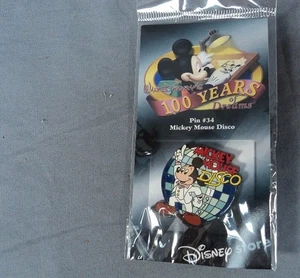 100 YEARS
of Dreams
Pin #34
Mickey Mouse Disco
MICKEY
MOUSE
DISCO
DISNEY store